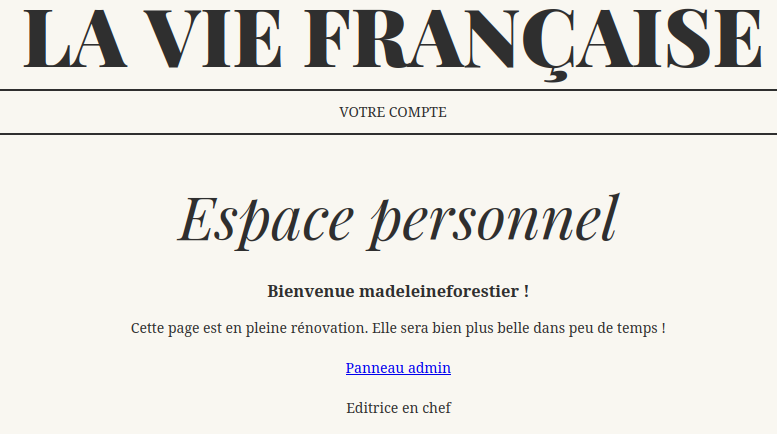 LA VIE FRANÇAISE
VOTRE COMPTE
Espace personnel
Bienvenue madeleineforestier !
Cette page est en pleine rénovation. Elle sera bien plus belle dans peu de temps !
Panneau admin
Editrice en chef